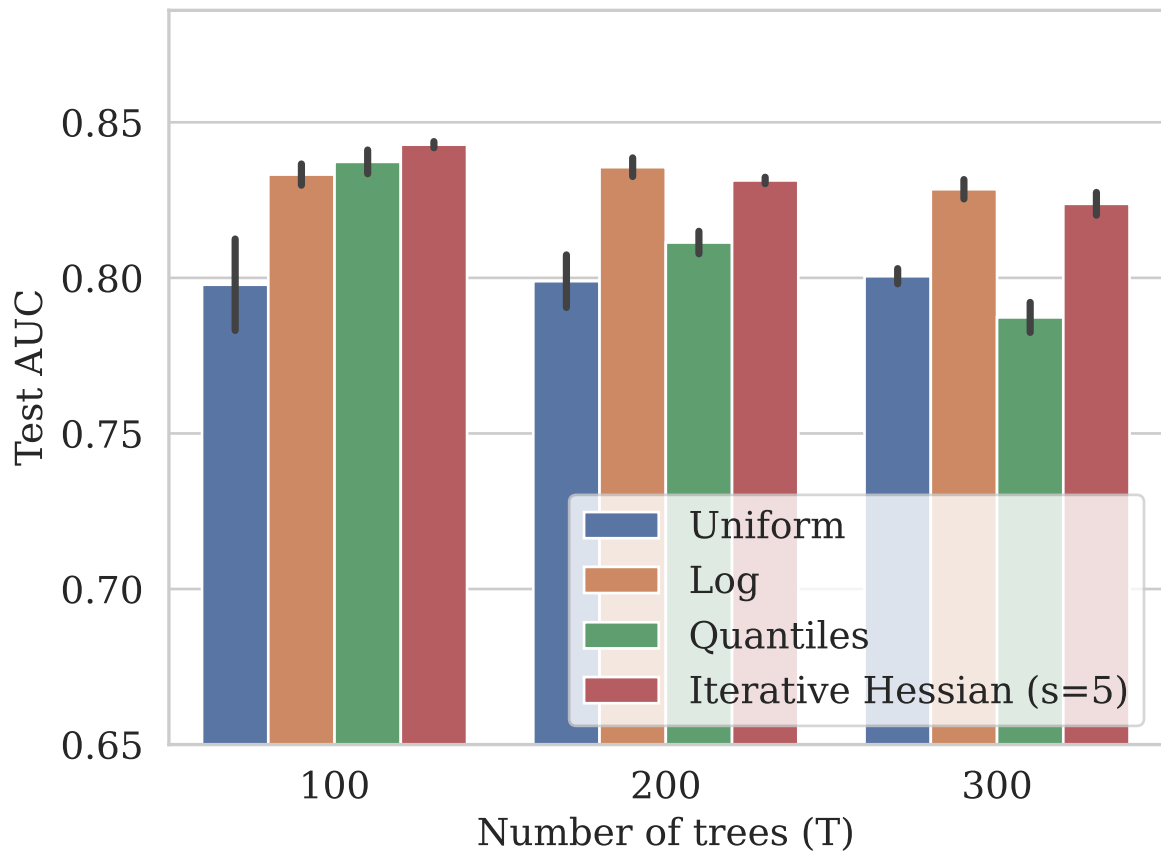 0.85
0.80
0.75
0.70
0.65
Test AUC
Uniform
Log
Quantiles
Iterative Hessian (s=5)
100 200 300
Number of trees (T)